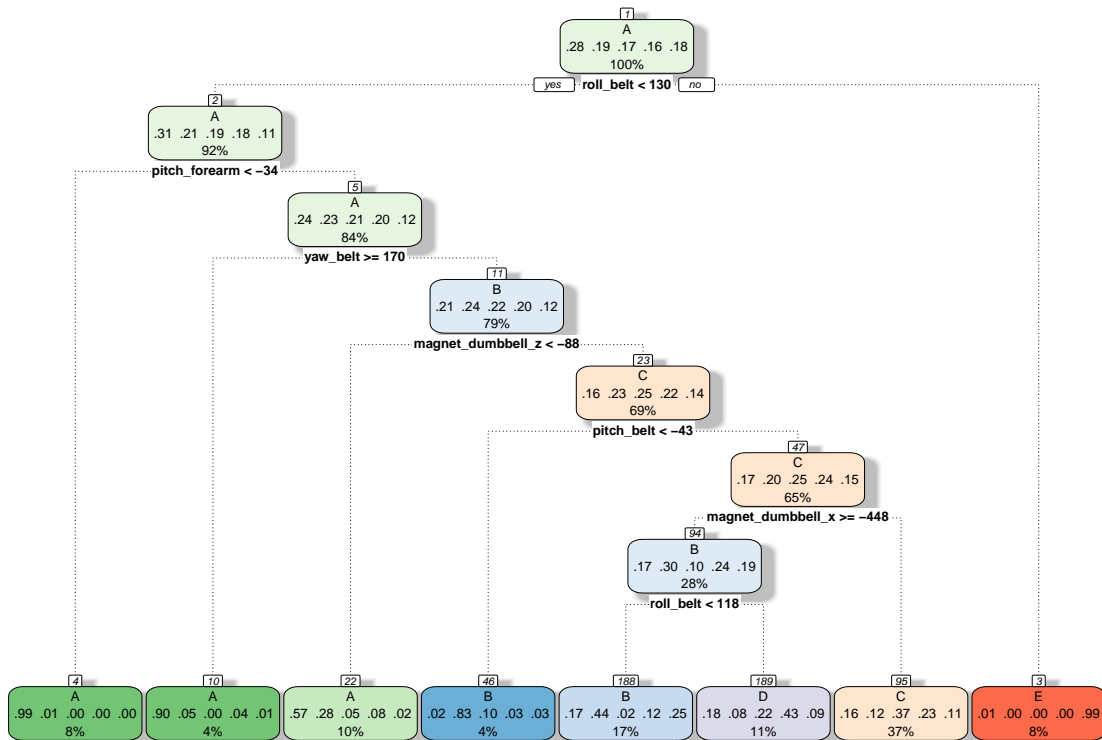 1
A
.28 .19 .17 .16 .18
100%
yes roll_belt < 130 no
2
A
.31 .21 .19 .18 .11
92%
pitch_forearm < −34
5
A
.24 .23 .21 .20 .12
84%
yaw_belt >= 170
11
B
.21 .24 .22 .20 .12
79%
magnet_dumbbell_z < −88
23
C
.16 .23 .25 .22 .14
69%
pitch_belt < −43
47
C
.17 .20 .25 .24 .15
65%
magnet_dumbbell_x >= −448
94
B
.17 .30 .10 .24 .19
28%
roll_belt < 118
4
A
.99 .01 .00 .00 .00
8%
10
A
.90 .05 .00 .04 .01
4%
22
A
.57 .28 .05 .08 .02
10%
46
B
.02 .83 .10 .03 .03
4%
188
B
.17 .44 .02 .12 .25
17%
189
D
.18 .08 .22 .43 .09
11%
95
C
.16 .12 .37 .23 .11
37%
3
E
.01 .00 .00 .00 .99
8%